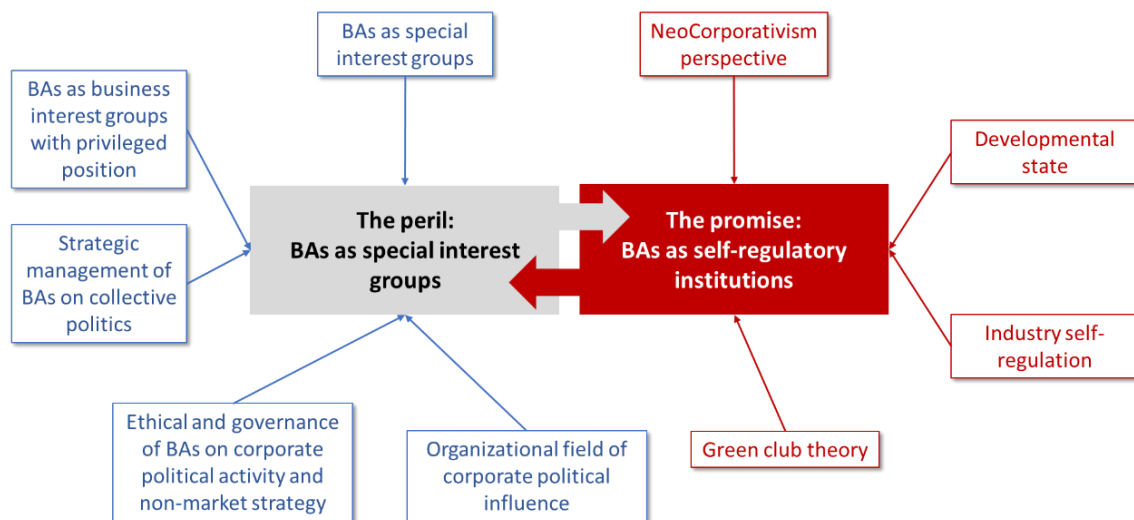 BAs as special
interest groups
NeoCorporativism
perspective
BAs as business
interest groups
with privileged
position
Developmental
state
The peril:
BAs as special interest
groups
The promise:
BAs as self-regulatory
institutions
Strategic
management of
BAs on collective
politics
Industry self-
regulation
Ethical and governance
of BAs on corporate
political activity and
non-market strategy
Organizational field of
corporate political
influence
Green club theory